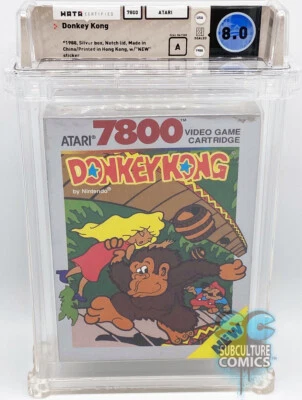 WATA CERTIFIED
7800
ATARI
Donkey Kong
*1988, Silver box, Notch lid, Made in
China/Printed in Hong Kong, w/"NEW"
sticker
A
8.0
ATARI 7800™ VIDEO GAME
CARTRIDGE
DONKEY KONG
by Nintendo®
NEW
SUBCULTURE
COMICS